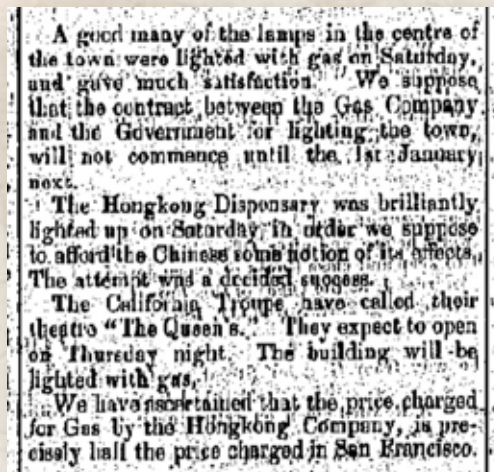 A good many of the lamps in the centre of
the town were lighted with gas on Saturday,
and gave much satisfaction. We suppose
that the contract between the Gas Company
and the Government for lighting the town,
will not commence until the 1st January
next.
The Hongkong Dispensary was brilliantly
lighted up on Saturday, in order we suppose
to afford the Chinese some notion of its effects.
The attempt was a decided success.
The California Troupe have called their
theatre "The Queen's." They expect to open
on Thursday night. The building will be
lighted with gas.
We have ascertained that the price charged
for Gas by the Hongkong Company, is pre-
cisely half the price charged in San Francisco.